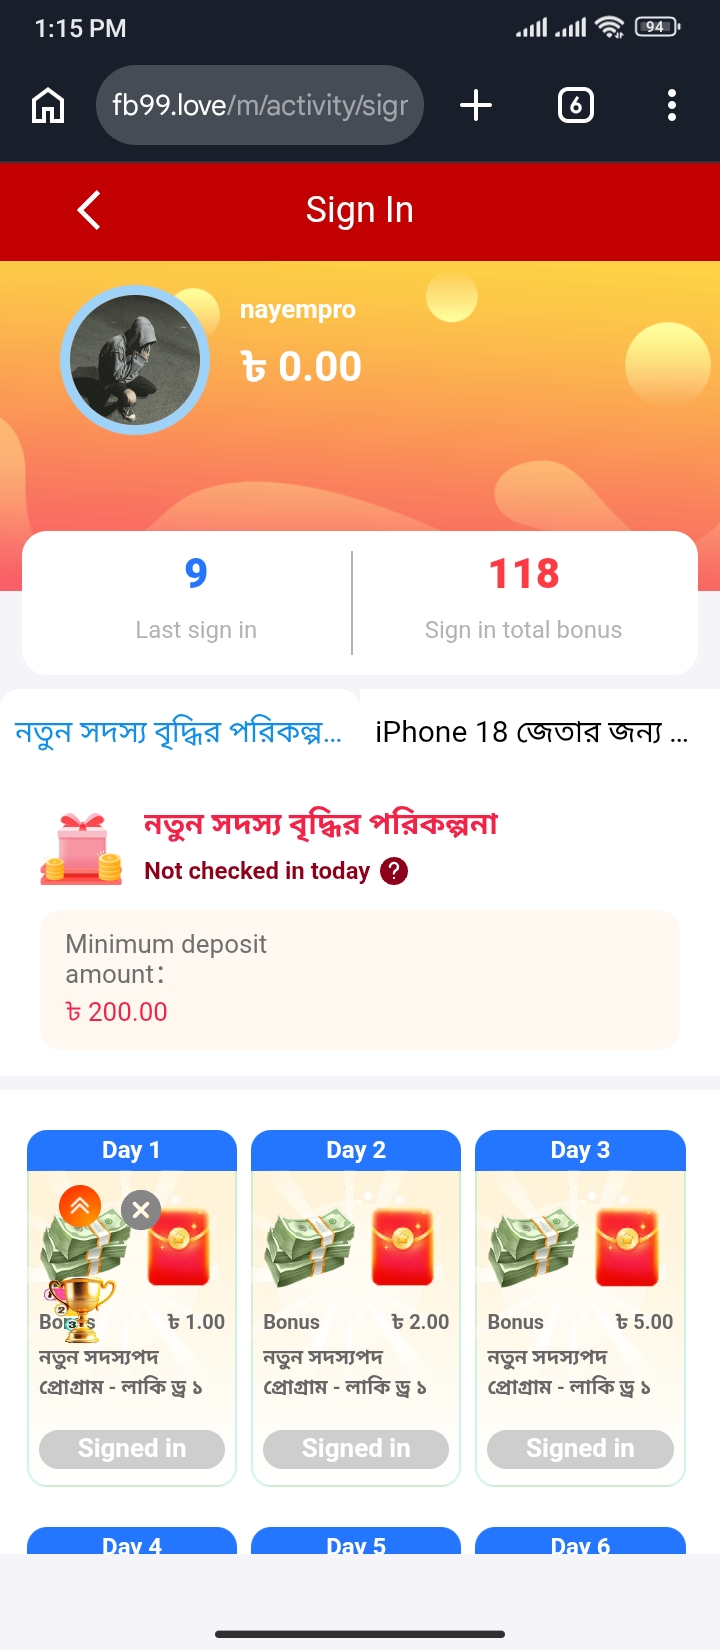 1:15 PM
94
fb99.love/m/activity/sigr
6
Sign In
nayempro
৳ 0.00
9
118
Last sign in
Sign in total bonus
নতুন সদস্য বৃদ্ধির পরিকল্প...
iPhone 18 জেতার জন্য ...
নতুন সদস্য বৃদ্ধির পরিকল্পনা
Not checked in today ?
Minimum deposit
amount:
৳ 200.00
Day 1
Day 2
Day 3
৳ 1.00
Bonus
৳ 2.00
Bonus
৳ 5.00
নতুন সদস্যপদ
প্রোগ্রাম - লাকি ড্র ১
নতুন সদস্যপদ
প্রোগ্রাম - লাকি ড্র ১
নতুন সদস্যপদ
প্রোগ্রাম - লাকি ড্র ১
Signed in
Signed in
Signed in
Day 4
Day 5
Day 6